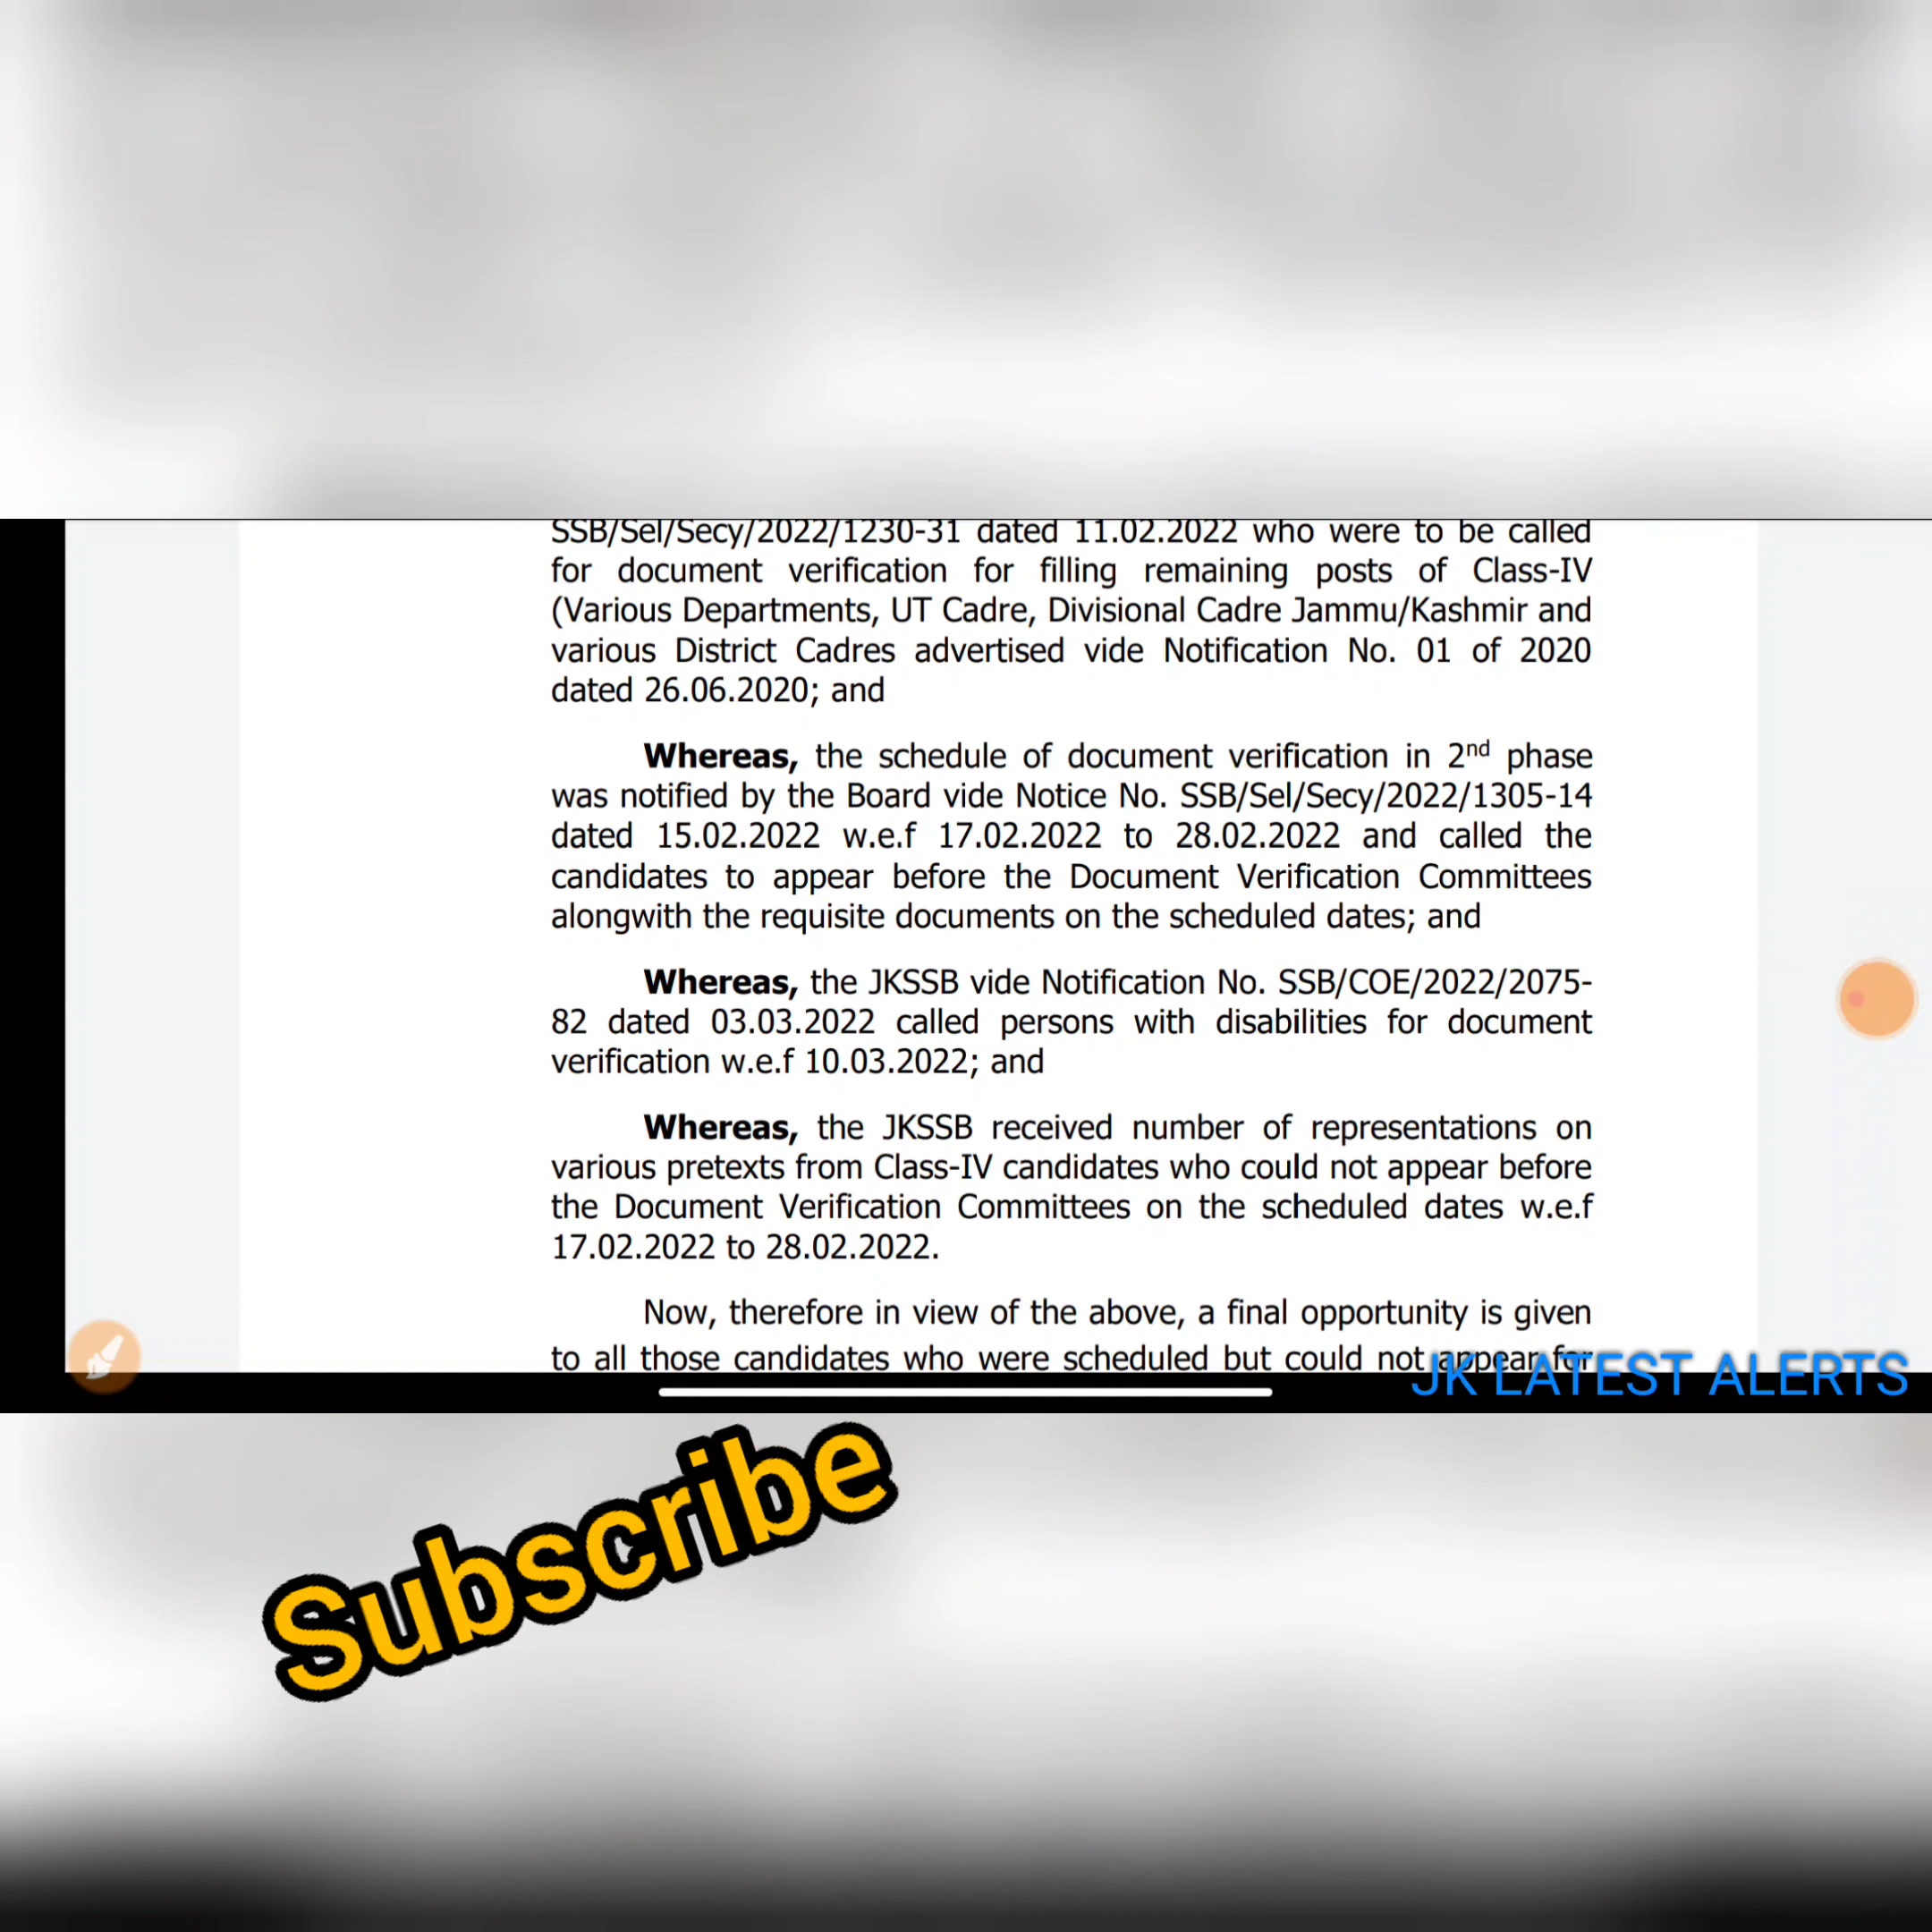 SSB/Sel/Secy/2022/1230-31 dated 11.02.2022 who were to be called
for document verification for filling remaining posts of Class-IV
(Various Departments, UT Cadre, Divisional Cadre Jammu/Kashmir and
various District Cadres advertised vide Notification No. 01 of 2020
dated 26.06.2020; and
Whereas, the schedule of document verification in 2nd phase
was notified by the Board vide Notice No. SSB/Sel/Secy/2022/1305-14
dated 15.02.2022 w.e.f 17.02.2022 to 28.02.2022 and called the
candidates to appear before the Document Verification Committees
alongwith the requisite documents on the scheduled dates; and
Whereas, the JKSSB vide Notification No. SSB/COE/2022/2075-
82 dated 03.03.2022 called persons with disabilities for document
verification w.e.f 10.03.2022; and
Whereas, the JKSSB received number of representations on
various pretexts from Class-IV candidates who could not appear before
the Document Verification Committees on the scheduled dates w.e.f
17.02.2022 to 28.02.2022.
Now, therefore in view of the above, a final opportunity is given
to all those candidates who were scheduled but could not appear for
JK LATEST ALERTS
Subscribe